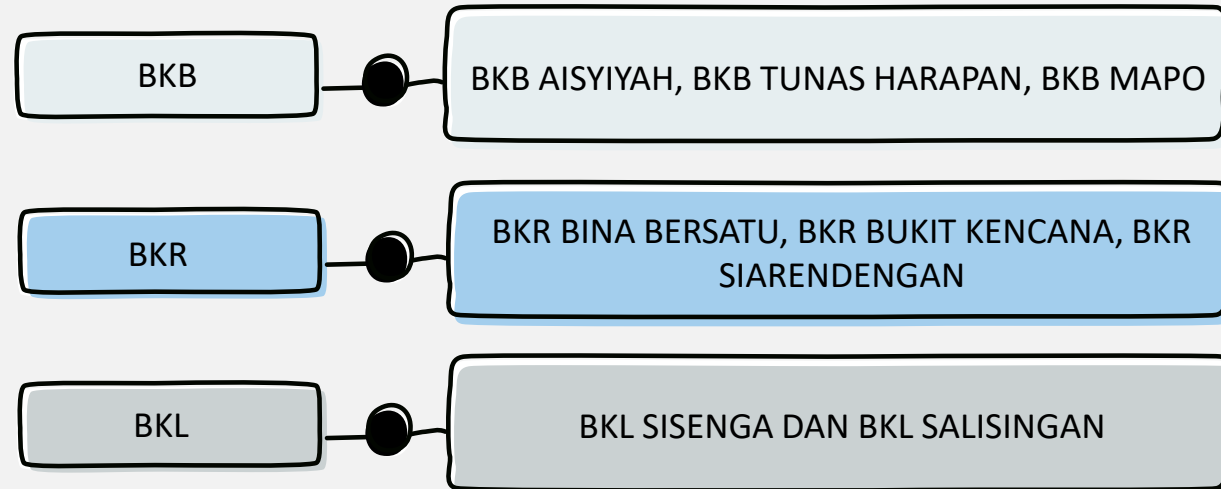 BKB
BKB AISYIYAH, BKB TUNAS HARAPAN, BKB MAPO
BKR
BKR BINA BERSATU, BKR BUKIT KENCANA, BKR
SIARENDENGAN
BKL
BKL SISENGA DAN BKL SALISINGAN